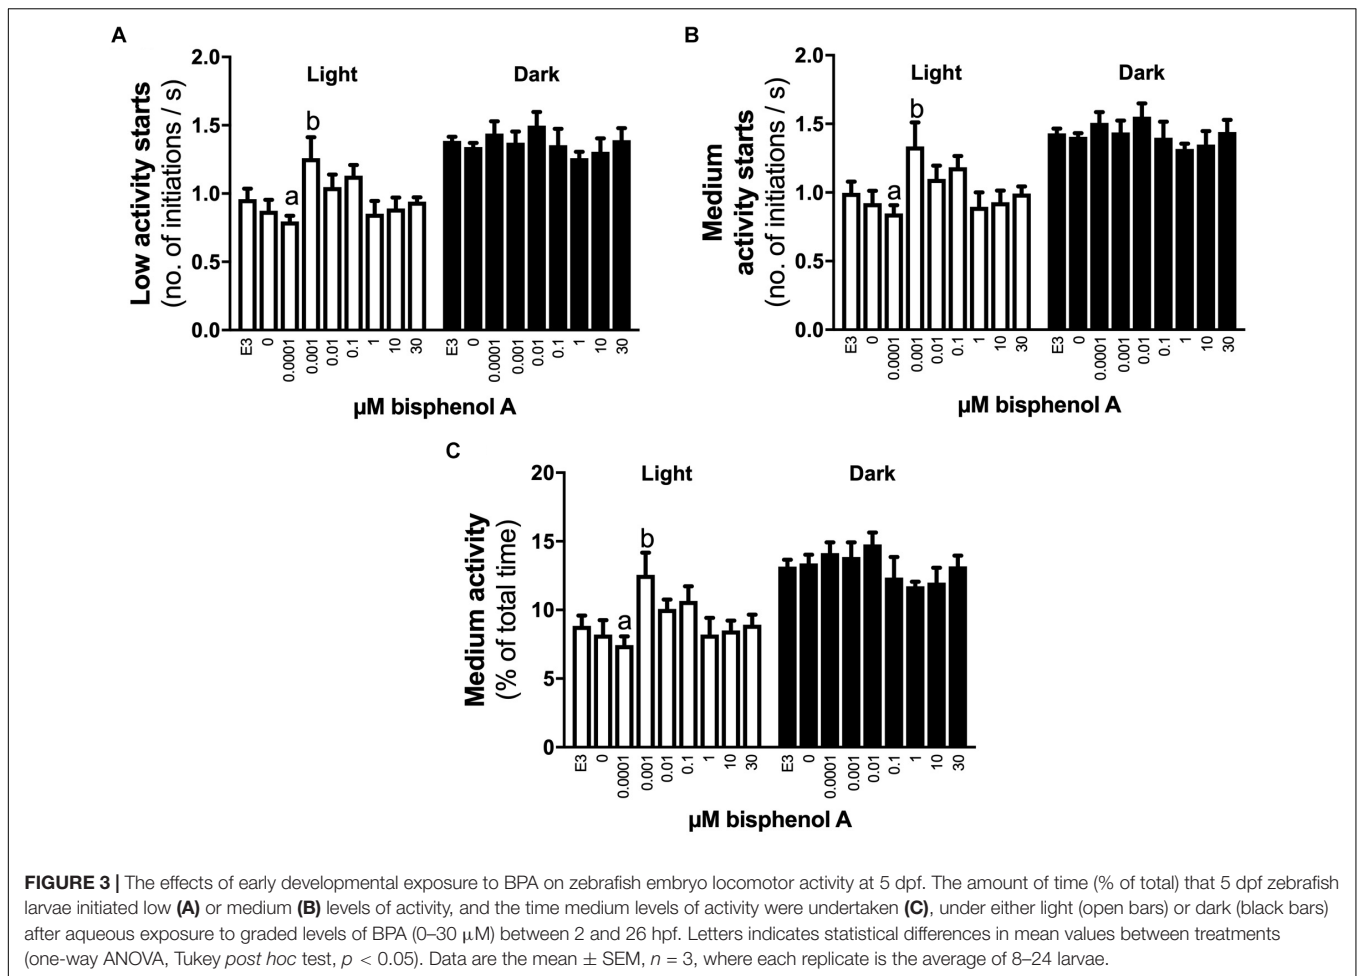 A
Low activity starts
(no. of initiations / s)
2.0
1.5
1.0
0.5
0.0
Light
Dark
a
b
E3 0 0.0001 0.001 0.01 0.1 1 10 30 E3 0 0.0001 0.001 0.01 0.1 1 10 30
µM bisphenol A
B
Medium
activity starts
(no. of initiations / s)
2.0
1.5
1.0
0.5
0.0
Light
Dark
a
b
E3 0 0.0001 0.001 0.01 0.1 1 10 30 E3 0 0.0001 0.001 0.01 0.1 1 10 30
µM bisphenol A
C
Medium activity
(% of total time)
20
15
10
5
0
Light
Dark
a
b
E3 0 0.0001 0.001 0.01 0.1 1 10 30 E3 0 0.0001 0.001 0.01 0.1 1 10 30
µM bisphenol A
FIGURE 3 | The effects of early developmental exposure to BPA on zebrafish embryo locomotor activity at 5 dpf. The amount of time (% of total) that 5 dpf zebrafish
larvae initiated low (A) or medium (B) levels of activity, and the time medium levels of activity were undertaken (C), under either light (open bars) or dark (black bars)
after aqueous exposure to graded levels of BPA (0–30 µM) between 2 and 26 hpf. Letters indicates statistical differences in mean values between treatments
(one-way ANOVA, Tukey post hoc test, p < 0.05). Data are the mean ± SEM, n = 3, where each replicate is the average of 8–24 larvae.